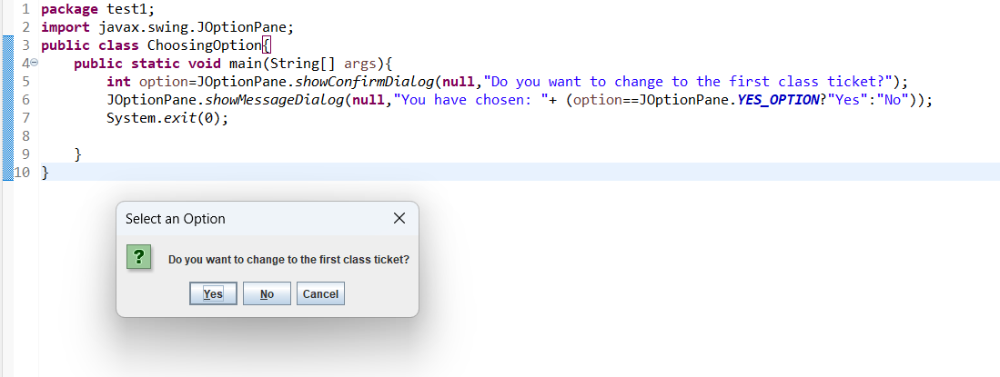 1 package test1;
2 import javax.swing.JOptionPane;
3 public class ChoosingOption{
4 public static void main(String[] args){
5 int option=JOptionPane.showConfirmDialog(null,"Do you want to change to the first class ticket?");
6 JOptionPane.showMessageDialog(null,"You have chosen: "+ (option==JOptionPane.YES_OPTION?"Yes":"No"));
7 System.exit(0);
8
9 }
10 }
Select an Option
? Do you want to change to the first class ticket?
Yes No Cancel